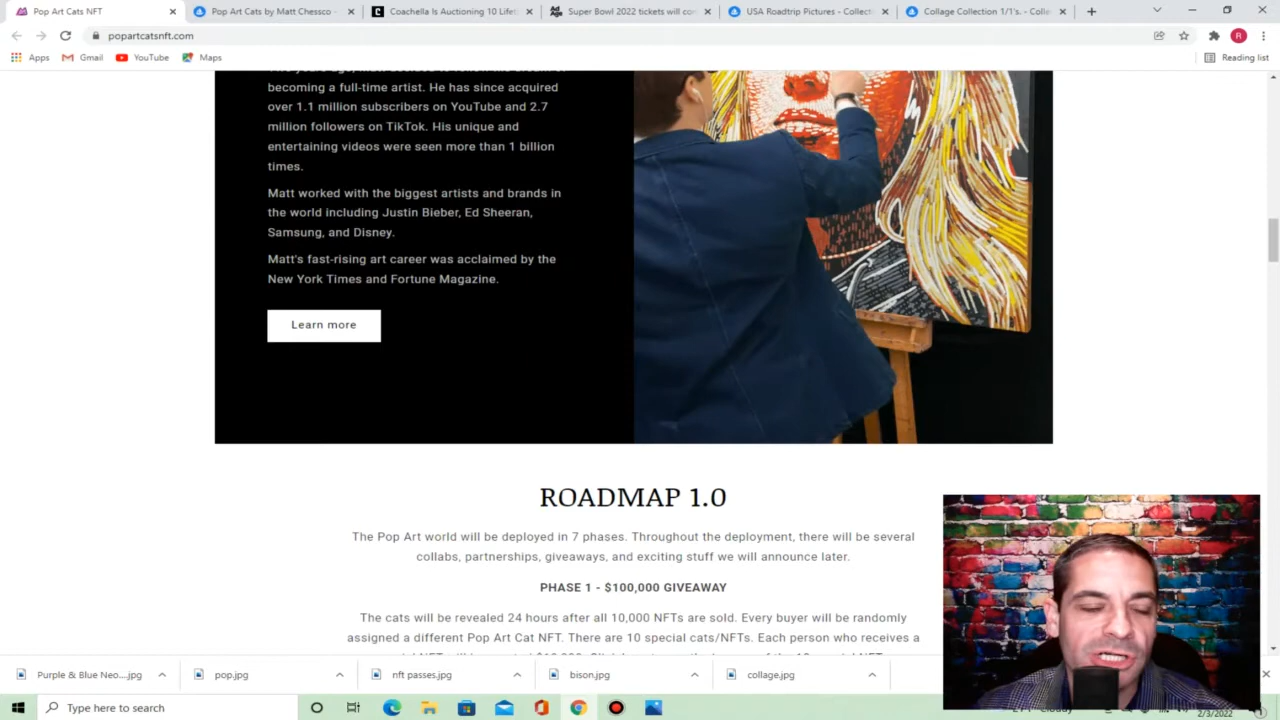 Pop Art Cats NFT
Pop Art Cats by Matt Chessco -
Coachella Is Auctioning 10 Lifet
Super Bowl 2022 tickets will con
USA Roadtrip Pictures - Collect
Collage Collection 1/1's. - Colle
popartcatsnft.com
R
Apps
Gmail
YouTube
Maps
Reading list
becoming a full-time artist. He has since acquired
over 1.1 million subscribers on YouTube and 2.7
million followers on TikTok. His unique and
entertaining videos were seen more than 1 billion
times.
Matt worked with the biggest artists and brands in
the world including Justin Bieber, Ed Sheeran,
Samsung, and Disney.
Matt's fast-rising art career was acclaimed by the
New York Times and Fortune Magazine.
Learn more
ROADMAP 1.0
The Pop Art world will be deployed in 7 phases. Throughout the deployment, there will be several
collabs, partnerships, giveaways, and exciting stuff we will announce later.
PHASE 1 - $100,000 GIVEAWAY
The cats will be revealed 24 hours after all 10,000 NFTs are sold. Every buyer will be randomly
assigned a different Pop Art Cat NFT. There are 10 special cats/NFTs. Each person who receives a
Purple & Blue Neo....jpg
pop.jpg
nft passes.jpg
bison.jpg
collage.jpg
Type here to search
2/3/2022